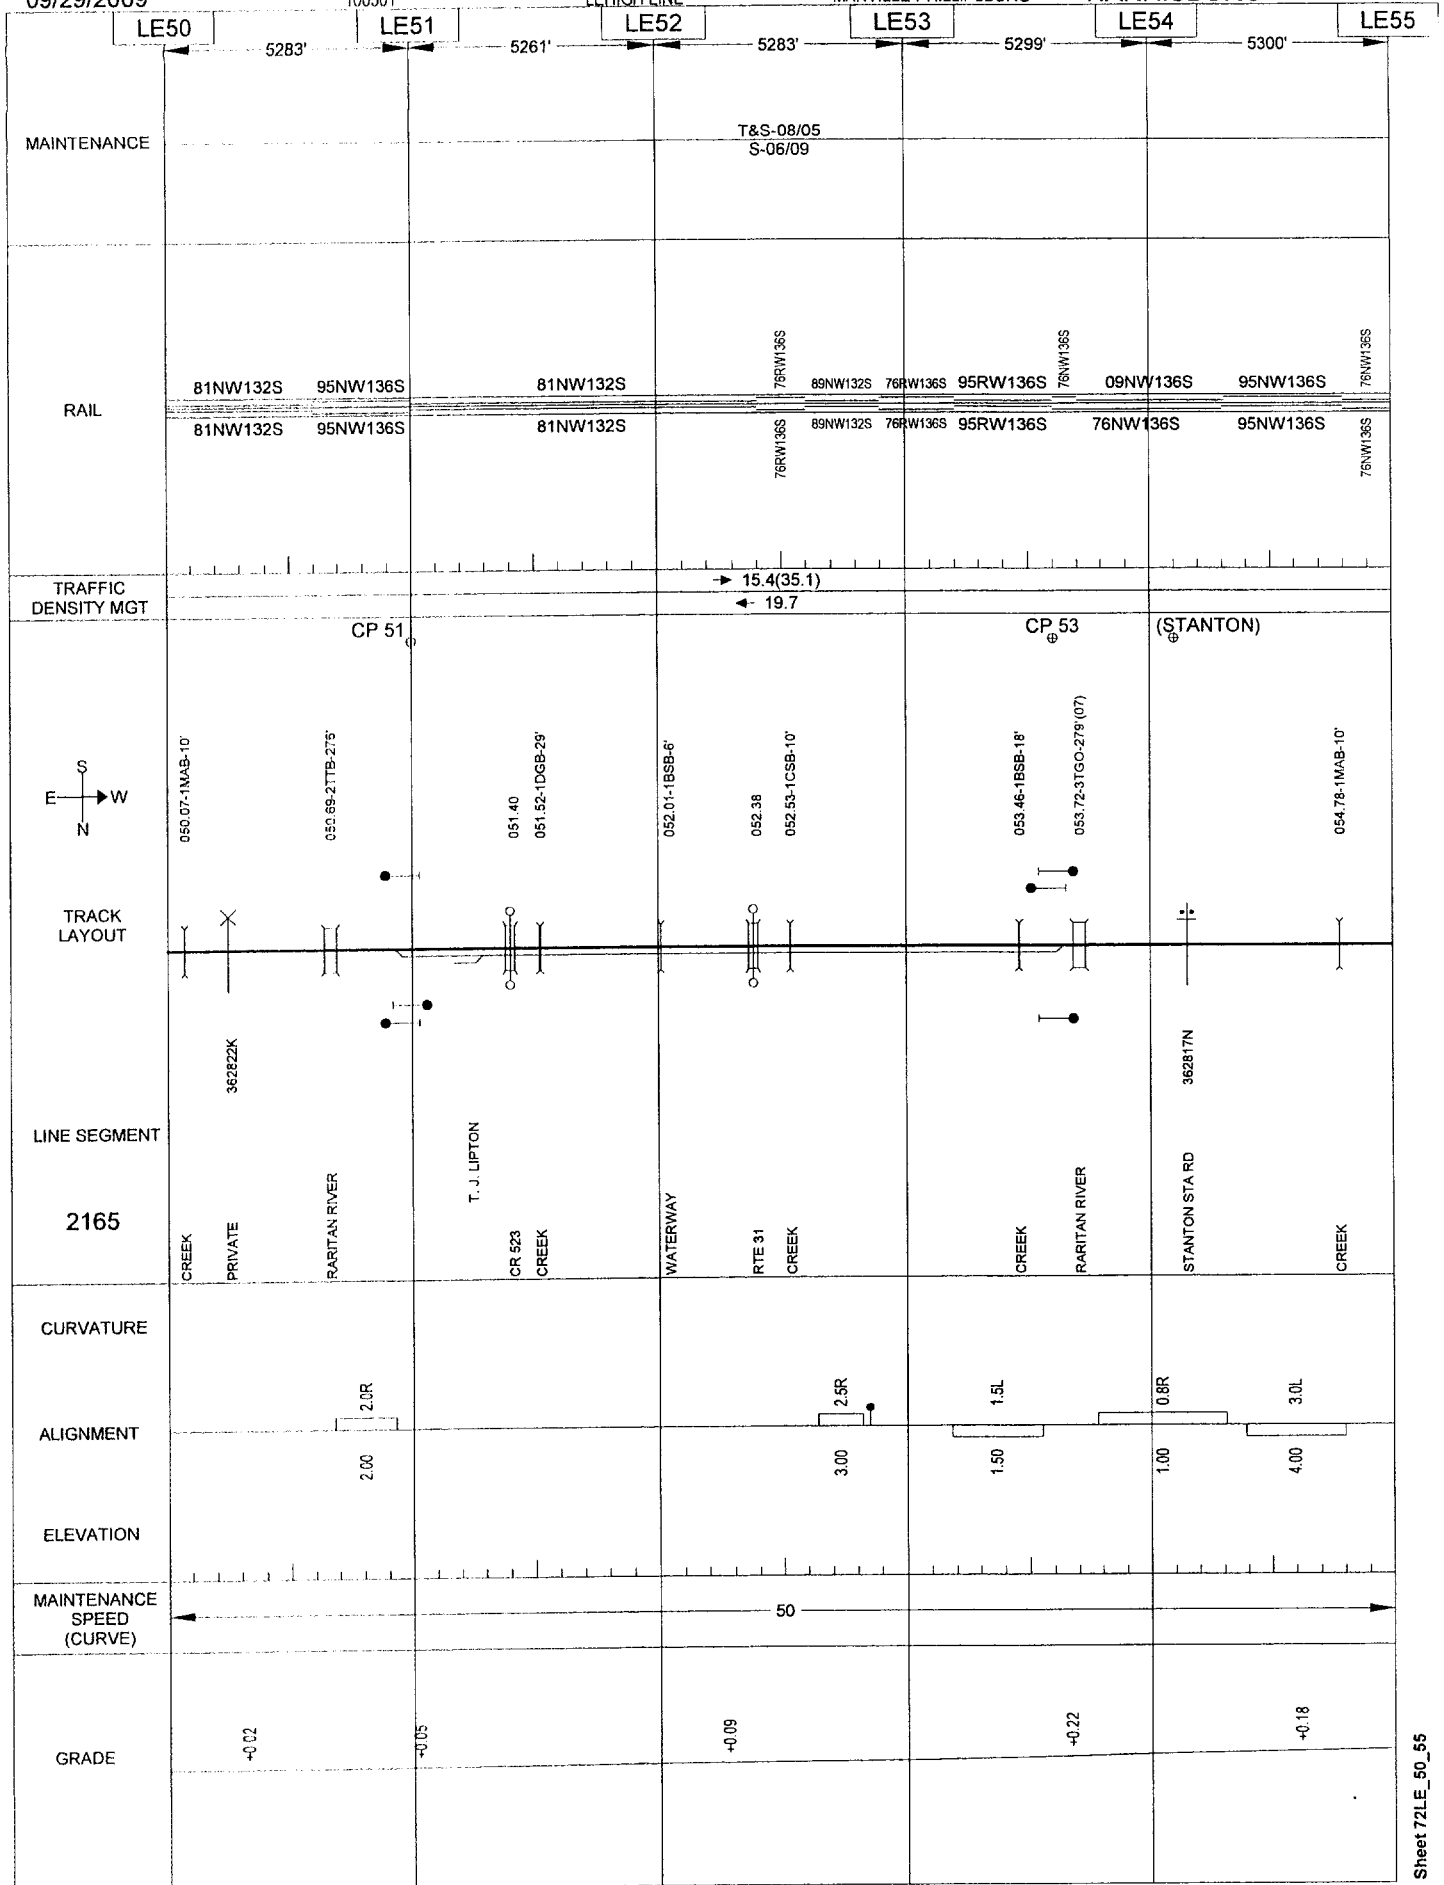 09/29/2009
LEHIGH LINE
LE50 LE51 LE52 LE53 LE54 LE55
5283' 5261' 5283' 5299' 5300'
MAINTENANCE
T&S-08/05
S-06/09
RAIL
76RW136S 76NW136S 76NW136S
81NW132S 95NW136S 81NW132S 89NW132S 76RW136S 95RW136S 09NW136S 95NW136S
81NW132S 95NW136S 81NW132S 89NW132S 76RW136S 95RW136S 76NW136S 95NW136S
76RW136S 76NW136S
TRAFFIC
DENSITY MGT
15.4(35.1)
19.7
CP 51 CP 53 (STANTON)
S
E W
N
050.07-1MAB-10'
050.69-2TTB-275'
051.40
051.52-1DGB-29'
052.01-1BSB-6'
052.38
052.53-1CSB-10'
053.46-1BSB-18'
053.72-3TGO-279'(07)
054.78-1MAB-10'
TRACK
LAYOUT
362822K
362817N
LINE SEGMENT
2165
CREEK
PRIVATE
RARITAN RIVER
T. J. LIPTON
CR 523
CREEK
WATERWAY
RTE 31
CREEK
CREEK
RARITAN RIVER
STANTON STA RD
CREEK
CURVATURE
2.0R 2.5R 1.5L 0.8R 3.0L
ALIGNMENT
2.00 3.00 1.50 1.00 4.00
ELEVATION
MAINTENANCE
SPEED
(CURVE)
50
GRADE
+0.02 +0.05 +0.09 +0.22 +0.18
Sheet 72LE_50_55